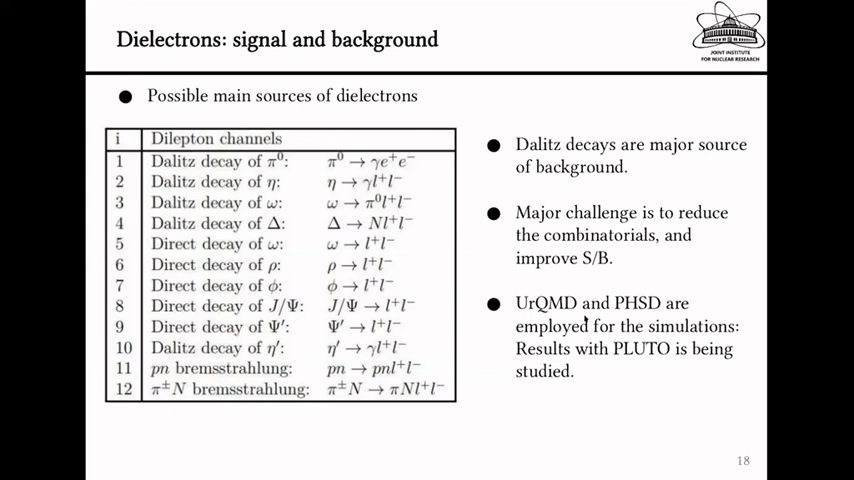 Dielectrons: signal and background
JOINT INSTITUTE
FOR NUCLEAR RESEARCH
● Possible main sources of dielectrons
i Dilepton channels
1 Dalitz decay of π⁰: π⁰ → γe⁺e⁻
2 Dalitz decay of η: η → γl⁺l⁻
3 Dalitz decay of ω: ω → π⁰l⁺l⁻
4 Dalitz decay of Δ: Δ → Nl⁺l⁻
5 Direct decay of ω: ω → l⁺l⁻
6 Direct decay of ρ: ρ → l⁺l⁻
7 Direct decay of ϕ: ϕ → l⁺l⁻
8 Direct decay of J/Ψ: J/Ψ → l⁺l⁻
9 Direct decay of Ψ′: Ψ′ → l⁺l⁻
10 Dalitz decay of η′: η′ → γl⁺l⁻
11 pn bremsstrahlung: pn → pnl⁺l⁻
12 π±N bremsstrahlung: π±N → πNl⁺l⁻
● Dalitz decays are major source
of background.
● Major challenge is to reduce
the combinatorials, and
improve S/B.
● UrQMD and PHSD are
employed for the simulations:
Results with PLUTO is being
studied.
18